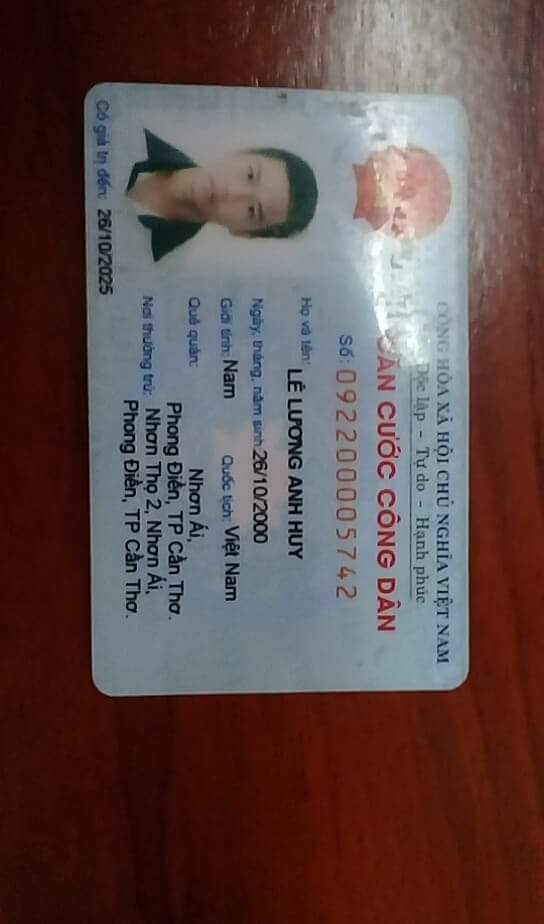 CỘNG HÒA XÃ HỘI CHỦ NGHĨA VIỆT NAM
Độc lập - Tự do - Hạnh phúc
CĂN CƯỚC CÔNG DÂN
Số: 092200005742
Họ và tên: LÊ LƯƠNG ANH HUY
Ngày, tháng, năm sinh: 26/10/2000
Giới tính: Nam Quốc tịch: Việt Nam
Quê quán: Nhơn Ái,
Phong Điền, TP Cần Thơ.
Nơi thường trú: Nhơn Thọ 2, Nhơn Ái,
Phong Điền, TP Cần Thơ.
Có giá trị đến: 26/10/2025